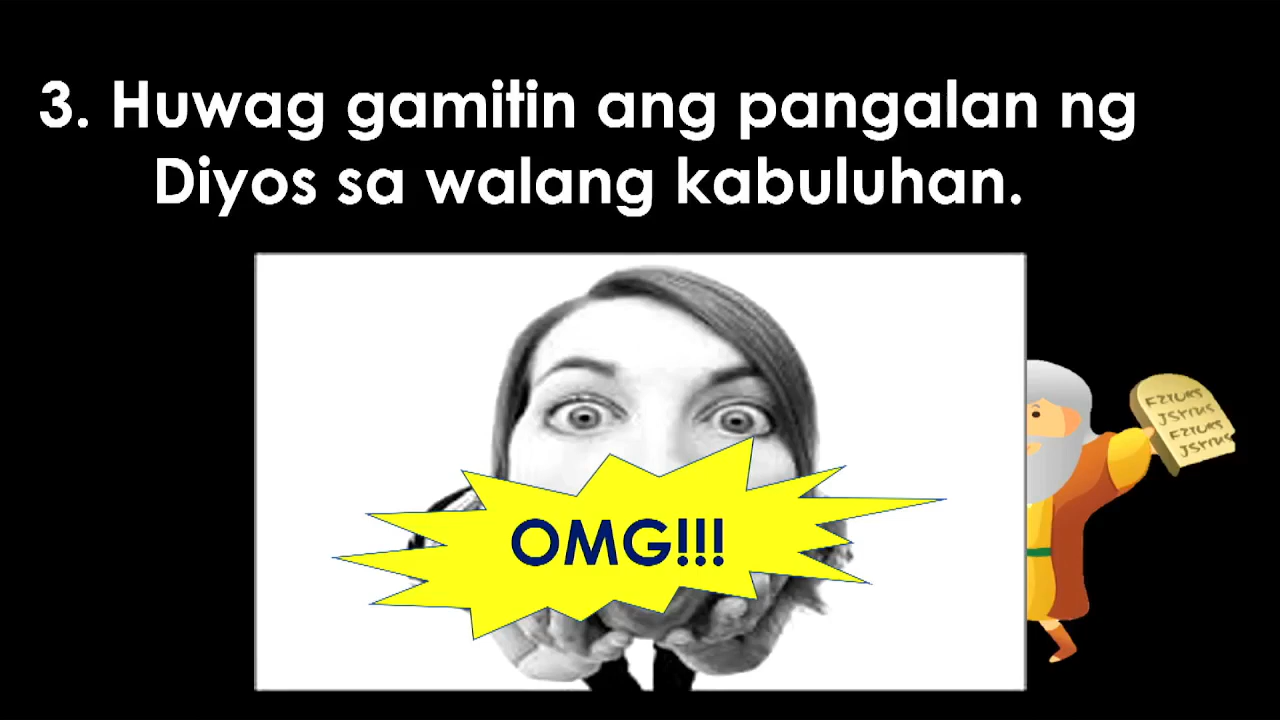 3. Huwag gamitin ang pangalan ng
Diyos sa walang kabuluhan.
OMG!!!